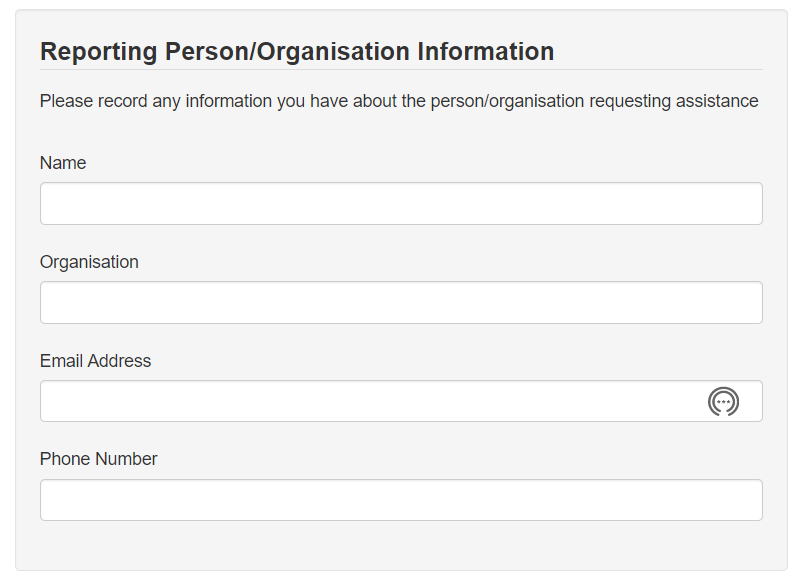 Reporting Person/Organisation Information
Please record any information you have about the person/organisation requesting assistance
Name
Organisation
Email Address
Phone Number